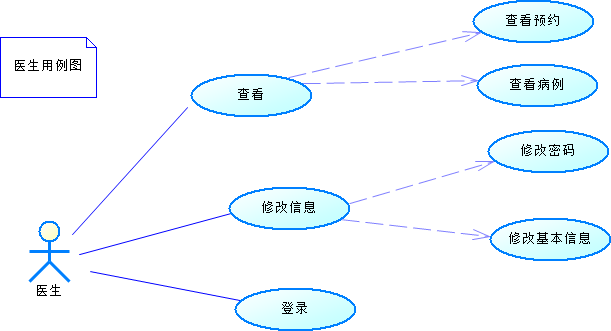 查看预约
医生用例图
查看病例
查看
修改密码
修改信息
修改基本信息
医生
登录